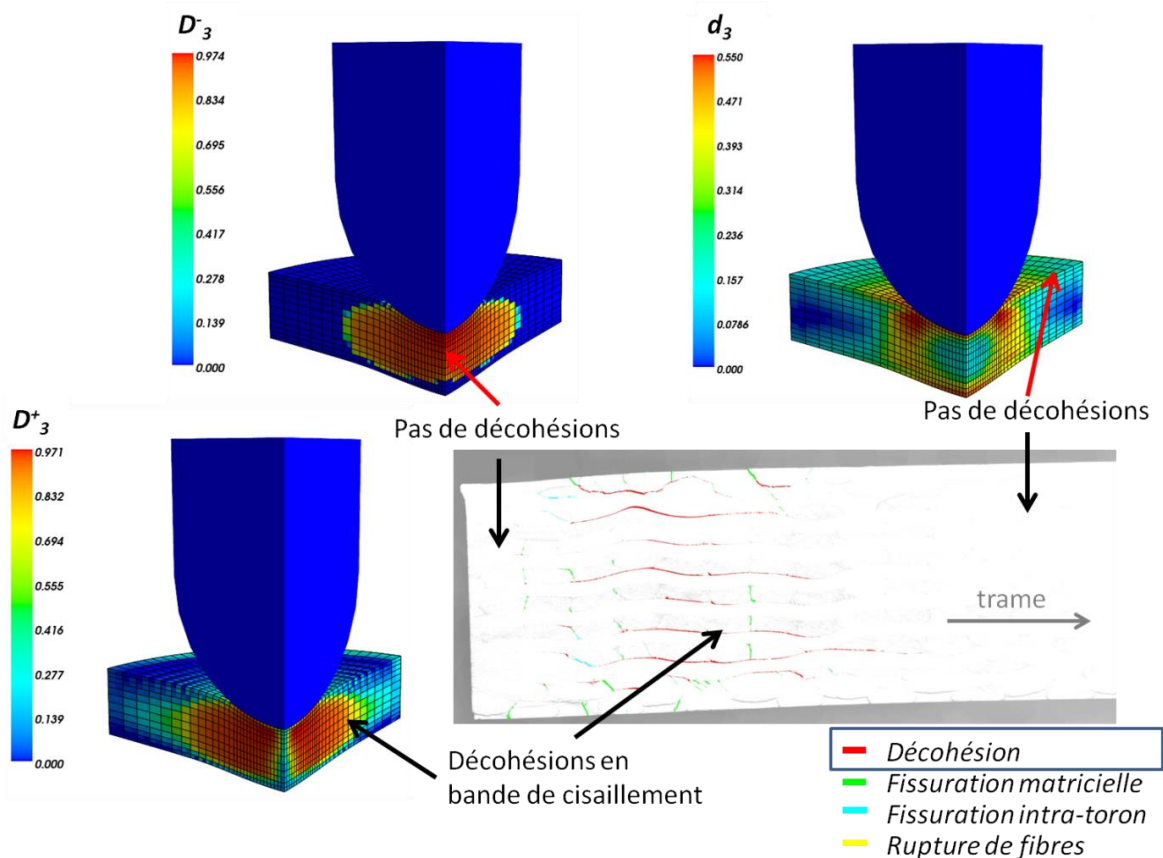 D⁻₃
0.974
0.834
0.695
0.556
0.417
0.278
0.139
0.000
d₃
0.550
0.471
0.393
0.314
0.236
0.157
0.0786
0.000
Pas de décohésions
Pas de décohésions
D⁺₃
0.971
0.832
0.694
0.555
0.416
0.277
0.139
0.000
trame
Décohésions en
bande de cisaillement
Décohésion
Fissuration matricielle
Fissuration intra-toron
Rupture de fibres